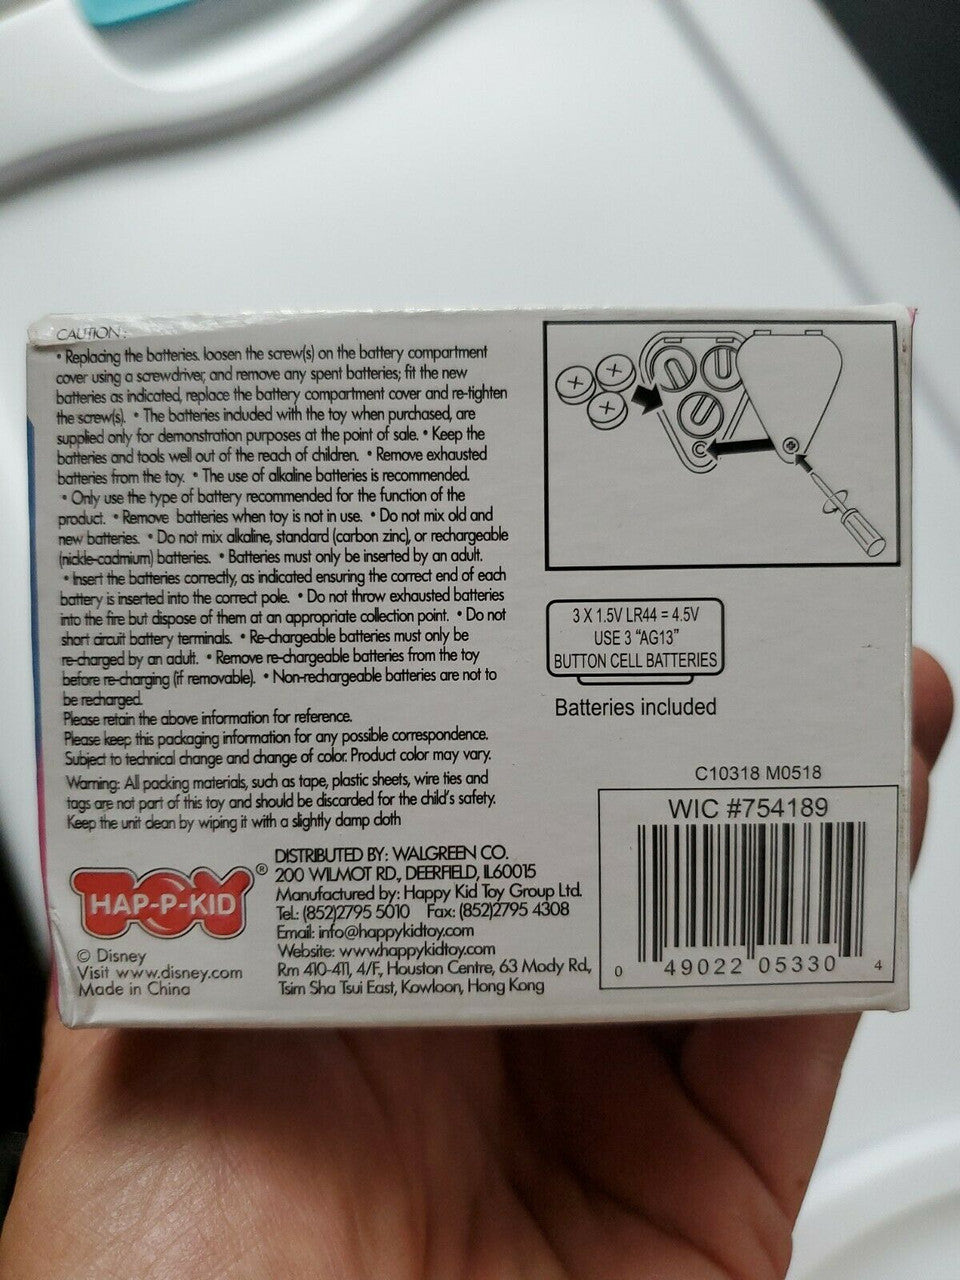 CAUTION:
• Replacing the batteries. loosen the screw(s) on the battery compartment
cover using a screwdriver, and remove any spent batteries; fit the new
batteries as indicated, replace the battery compartment cover and re-tighten
the screw(s). • The batteries included with the toy when purchased, are
supplied only for demonstration purposes at the point of sale. • Keep the
batteries and tools well out of the reach of children. • Remove exhausted
batteries from the toy. • The use of alkaline batteries is recommended.
• Only use the type of battery recommended for the function of the
product. • Remove batteries when toy is not in use. • Do not mix old and
new batteries. • Do not mix alkaline, standard (carbon zinc), or rechargeable
(nickle-cadmium) batteries. • Batteries must only be inserted by an adult.
• Insert the batteries correctly, as indicated ensuring the correct end of each
battery is inserted into the correct pole. • Do not throw exhausted batteries
into the fire but dispose of them at an appropriate collection point. • Do not
short circuit battery terminals. • Re-chargeable batteries must only be
re-charged by an adult. • Remove re-chargeable batteries from the toy
before re-charging (if removable). • Non-rechargeable batteries are not to
be recharged.
Please retain the above information for reference.
Please keep this packaging information for any possible correspondence.
Subject to technical change and change of color. Product color may vary.
Warning: All packing materials, such as tape, plastic sheets, wire ties and
tags are not part of this toy and should be discarded for the child's safety.
Keep the unit clean by wiping it with a slightly damp cloth
3 X 1.5V LR44 = 4.5V
USE 3 "AG13"
BUTTON CELL BATTERIES
Batteries included
C10318 M0518
WIC #754189
0 49022 05330 4
TOY
HAP-P-KID
®
© Disney
Visit www.disney.com
Made in China
DISTRIBUTED BY: WALGREEN CO.
200 WILMOT RD., DEERFIELD, IL60015
Manufactured by: Happy Kid Toy Group Ltd.
Tel.: (852)2795 5010 Fax: (852)2795 4308
Email: info@happykidtoy.com
Website: www.happykidtoy.com
Rm 410-411, 4/F, Houston Centre, 63 Mody Rd.,
Tsim Sha Tsui East, Kowloon, Hong Kong